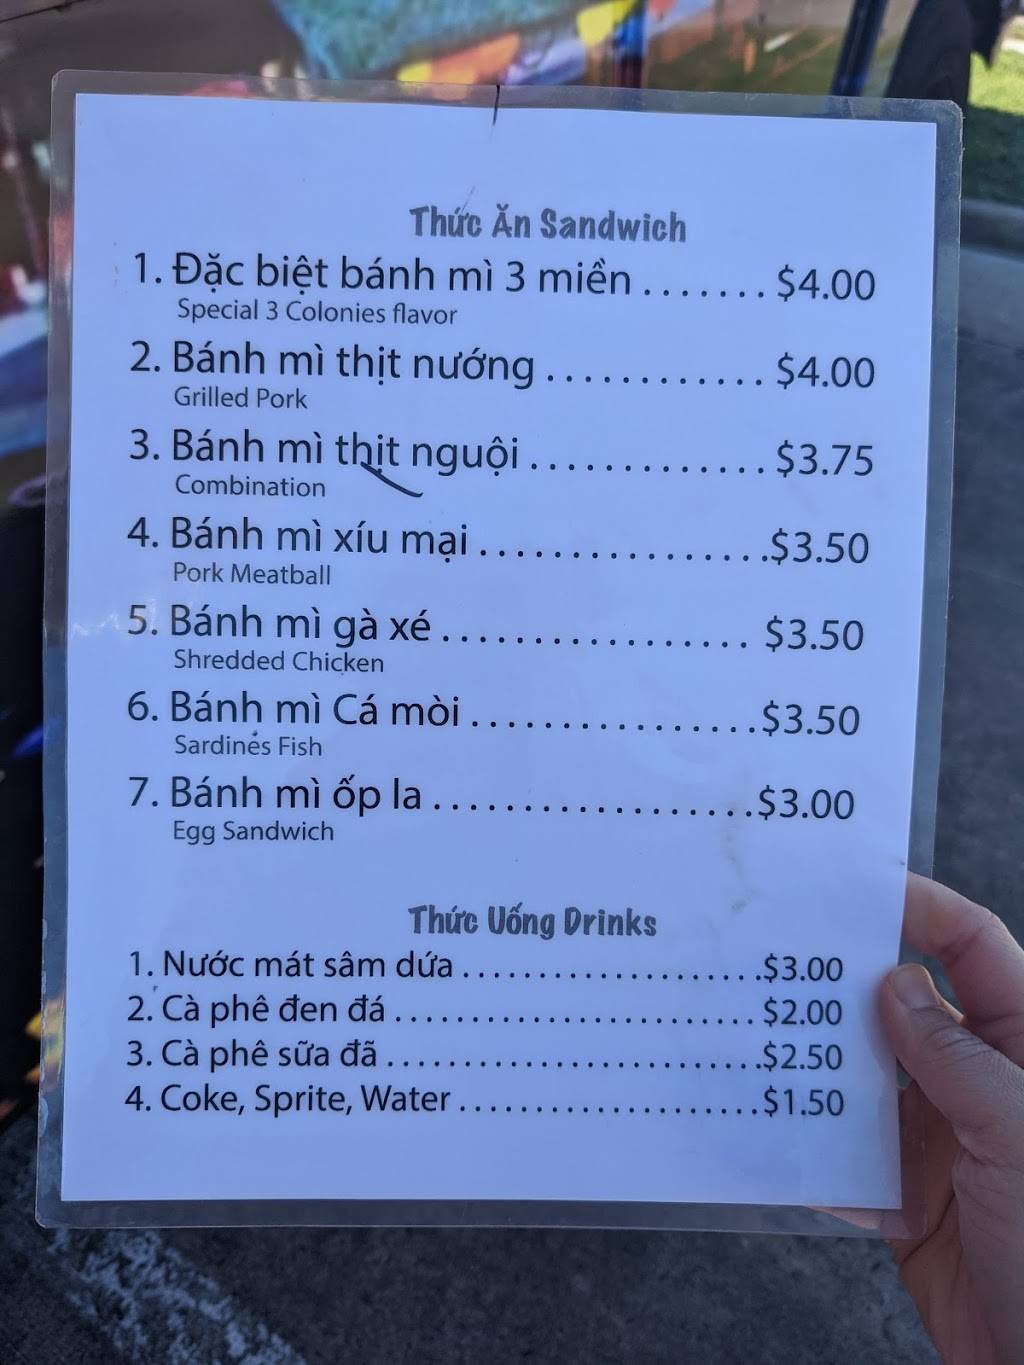 Thức Ăn Sandwich
1. Đặc biệt bánh mì 3 miền . . . . . . . $4.00
Special 3 Colonies flavor
2. Bánh mì thịt nướng . . . . . . . . . . . . $4.00
Grilled Pork
3. Bánh mì thịt nguội . . . . . . . . . . . . . $3.75
Combination
4. Bánh mì xíu mại . . . . . . . . . . . . . . . .$3.50
Pork Meatball
5. Bánh mì gà xé . . . . . . . . . . . . . . . . . $3.50
Shredded Chicken
6. Bánh mì Cá mòi . . . . . . . . . . . . . . . .$3.50
Sardines Fish
7. Bánh mì ốp la . . . . . . . . . . . . . . . . . .$3.00
Egg Sandwich
Thức Uống Drinks
1. Nước mát sâm dứa . . . . . . . . . . . . . . . . . . . .$3.00
2. Cà phê đen đá . . . . . . . . . . . . . . . . . . . . . . . . $2.00
3. Cà phê sữa đã . . . . . . . . . . . . . . . . . . . . . . . . .$2.50
4. Coke, Sprite, Water . . . . . . . . . . . . . . . . . . . .$1.50